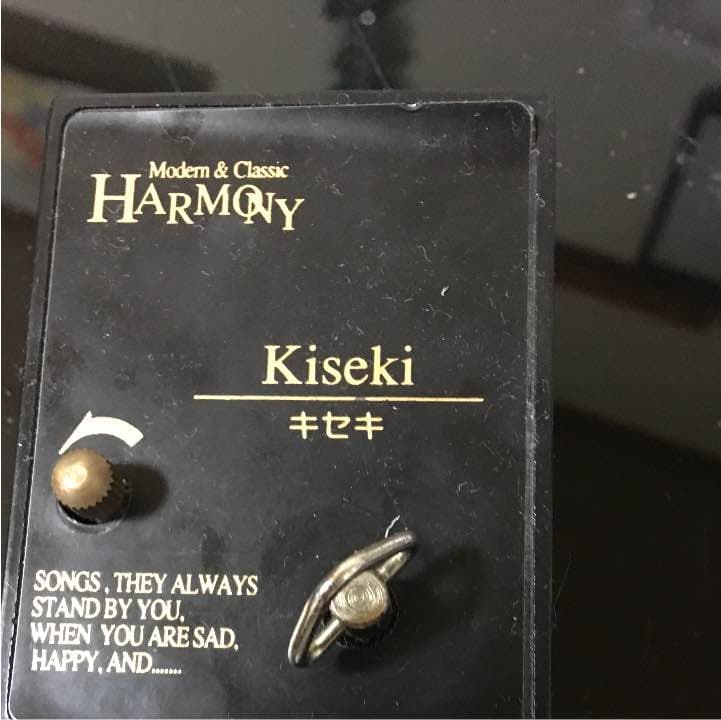 Modern & Classic
HARMONY
Kiseki
キセキ
SONGS , THEY ALWAYS
STAND BY YOU,
WHEN YOU ARE SAD,
HAPPY, AND.......